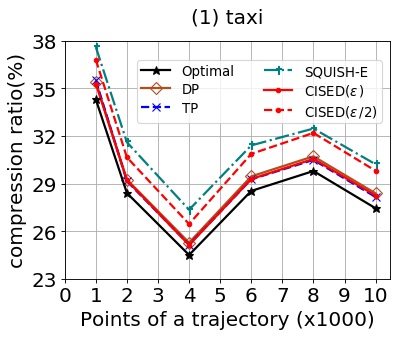 (1) taxi
compression ratio(%)
38
35
32
29
26
23
Optimal
DP
TP
SQUISH-E
CISED(ε)
CISED(ε/2)
0 1 2 3 4 5 6 7 8 9 10
Points of a trajectory (x1000)